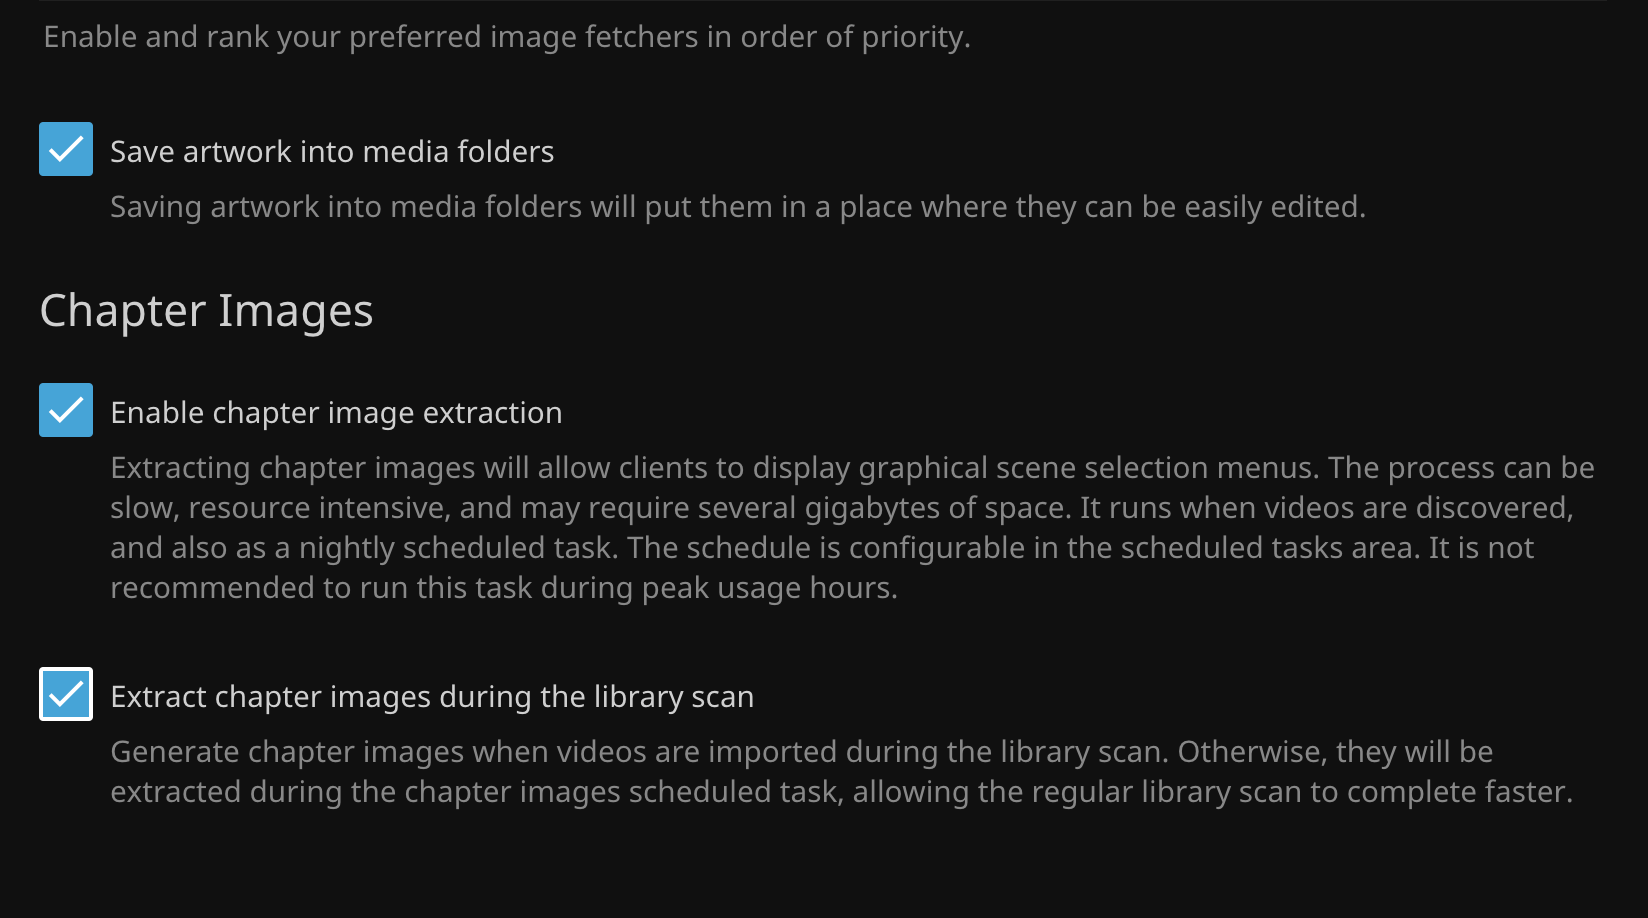 Enable and rank your preferred image fetchers in order of priority.
Save artwork into media folders
Saving artwork into media folders will put them in a place where they can be easily edited.
Chapter Images
Enable chapter image extraction
Extracting chapter images will allow clients to display graphical scene selection menus. The process can be
slow, resource intensive, and may require several gigabytes of space. It runs when videos are discovered,
and also as a nightly scheduled task. The schedule is configurable in the scheduled tasks area. It is not
recommended to run this task during peak usage hours.
Extract chapter images during the library scan
Generate chapter images when videos are imported during the library scan. Otherwise, they will be
extracted during the chapter images scheduled task, allowing the regular library scan to complete faster.